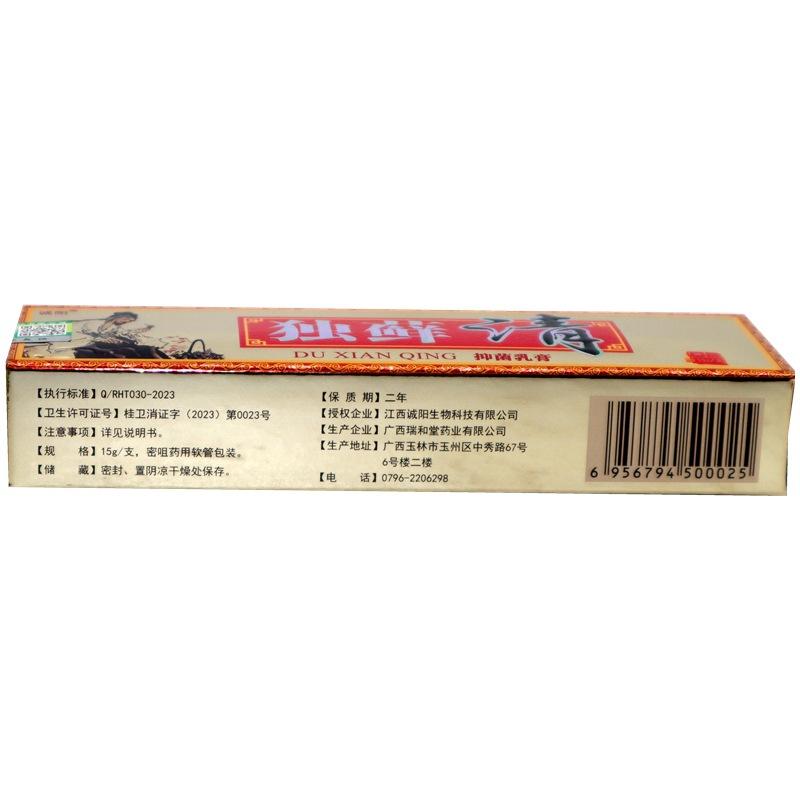 独藓清
DU XIAN QING 抑菌乳膏
【执行标准】Q/RHT030-2023
【卫生许可证号】桂卫消证字（2023）第0023号
【注意事项】详见说明书。
【规 格】15g/支，密咀药用软管包装。
【储 藏】密封、置阴凉干燥处保存。
【保 质 期】二年
【授权企业】江西诚阳生物科技有限公司
【生产企业】广西瑞和堂药业有限公司
【生产地址】广西玉林市玉州区中秀路67号
6号楼二楼
【电 话】0796-2206298
6 956794 500025